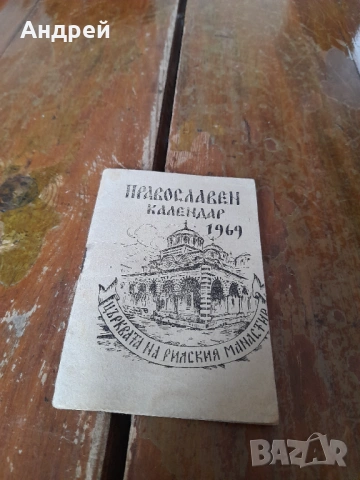 Андрей
ПРАВОСЛАВЕН
КАЛЕНДАР
1969
ЦЪРКВАТА НА РИЛСКИЯ МАНАСТИР
BAZAR